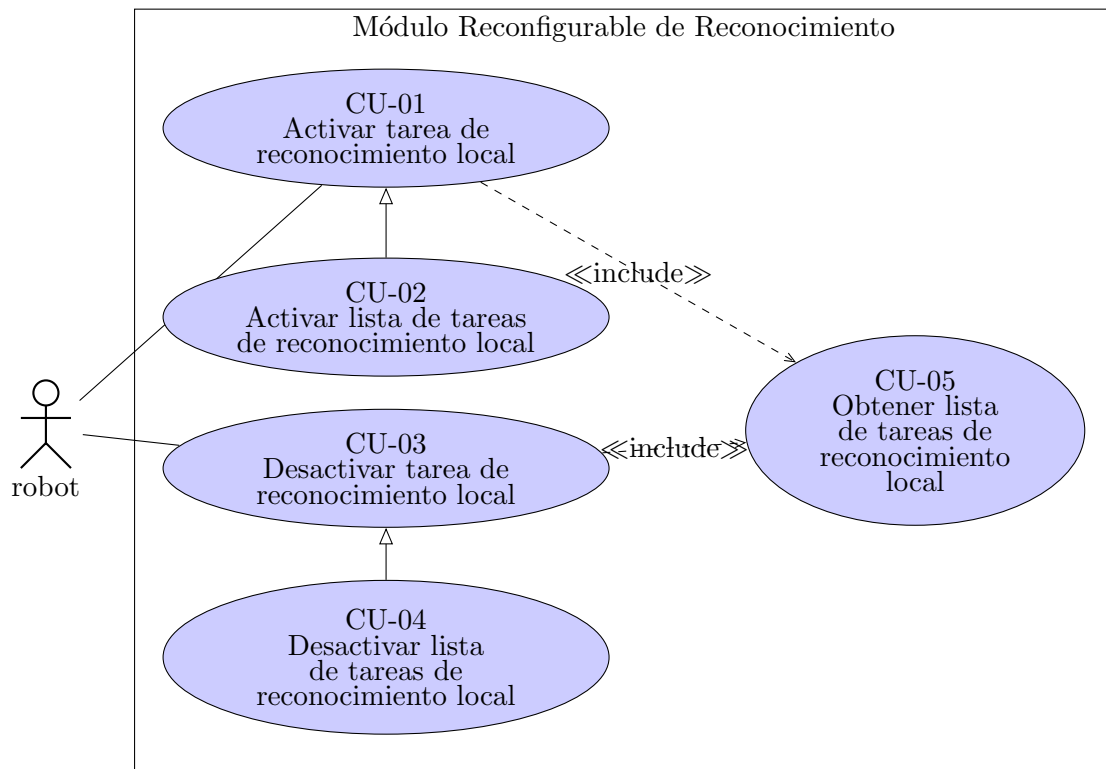 Módulo Reconfigurable de Reconocimiento
CU-01
Activar tarea de
reconocimiento local
CU-02
Activar lista de tareas
de reconocimiento local
≪include≫
CU-05
Obtener lista
de tareas de
reconocimiento
local
CU-03
Desactivar tarea de
reconocimiento local
≪include≫
robot
CU-04
Desactivar lista
de tareas de
reconocimiento local